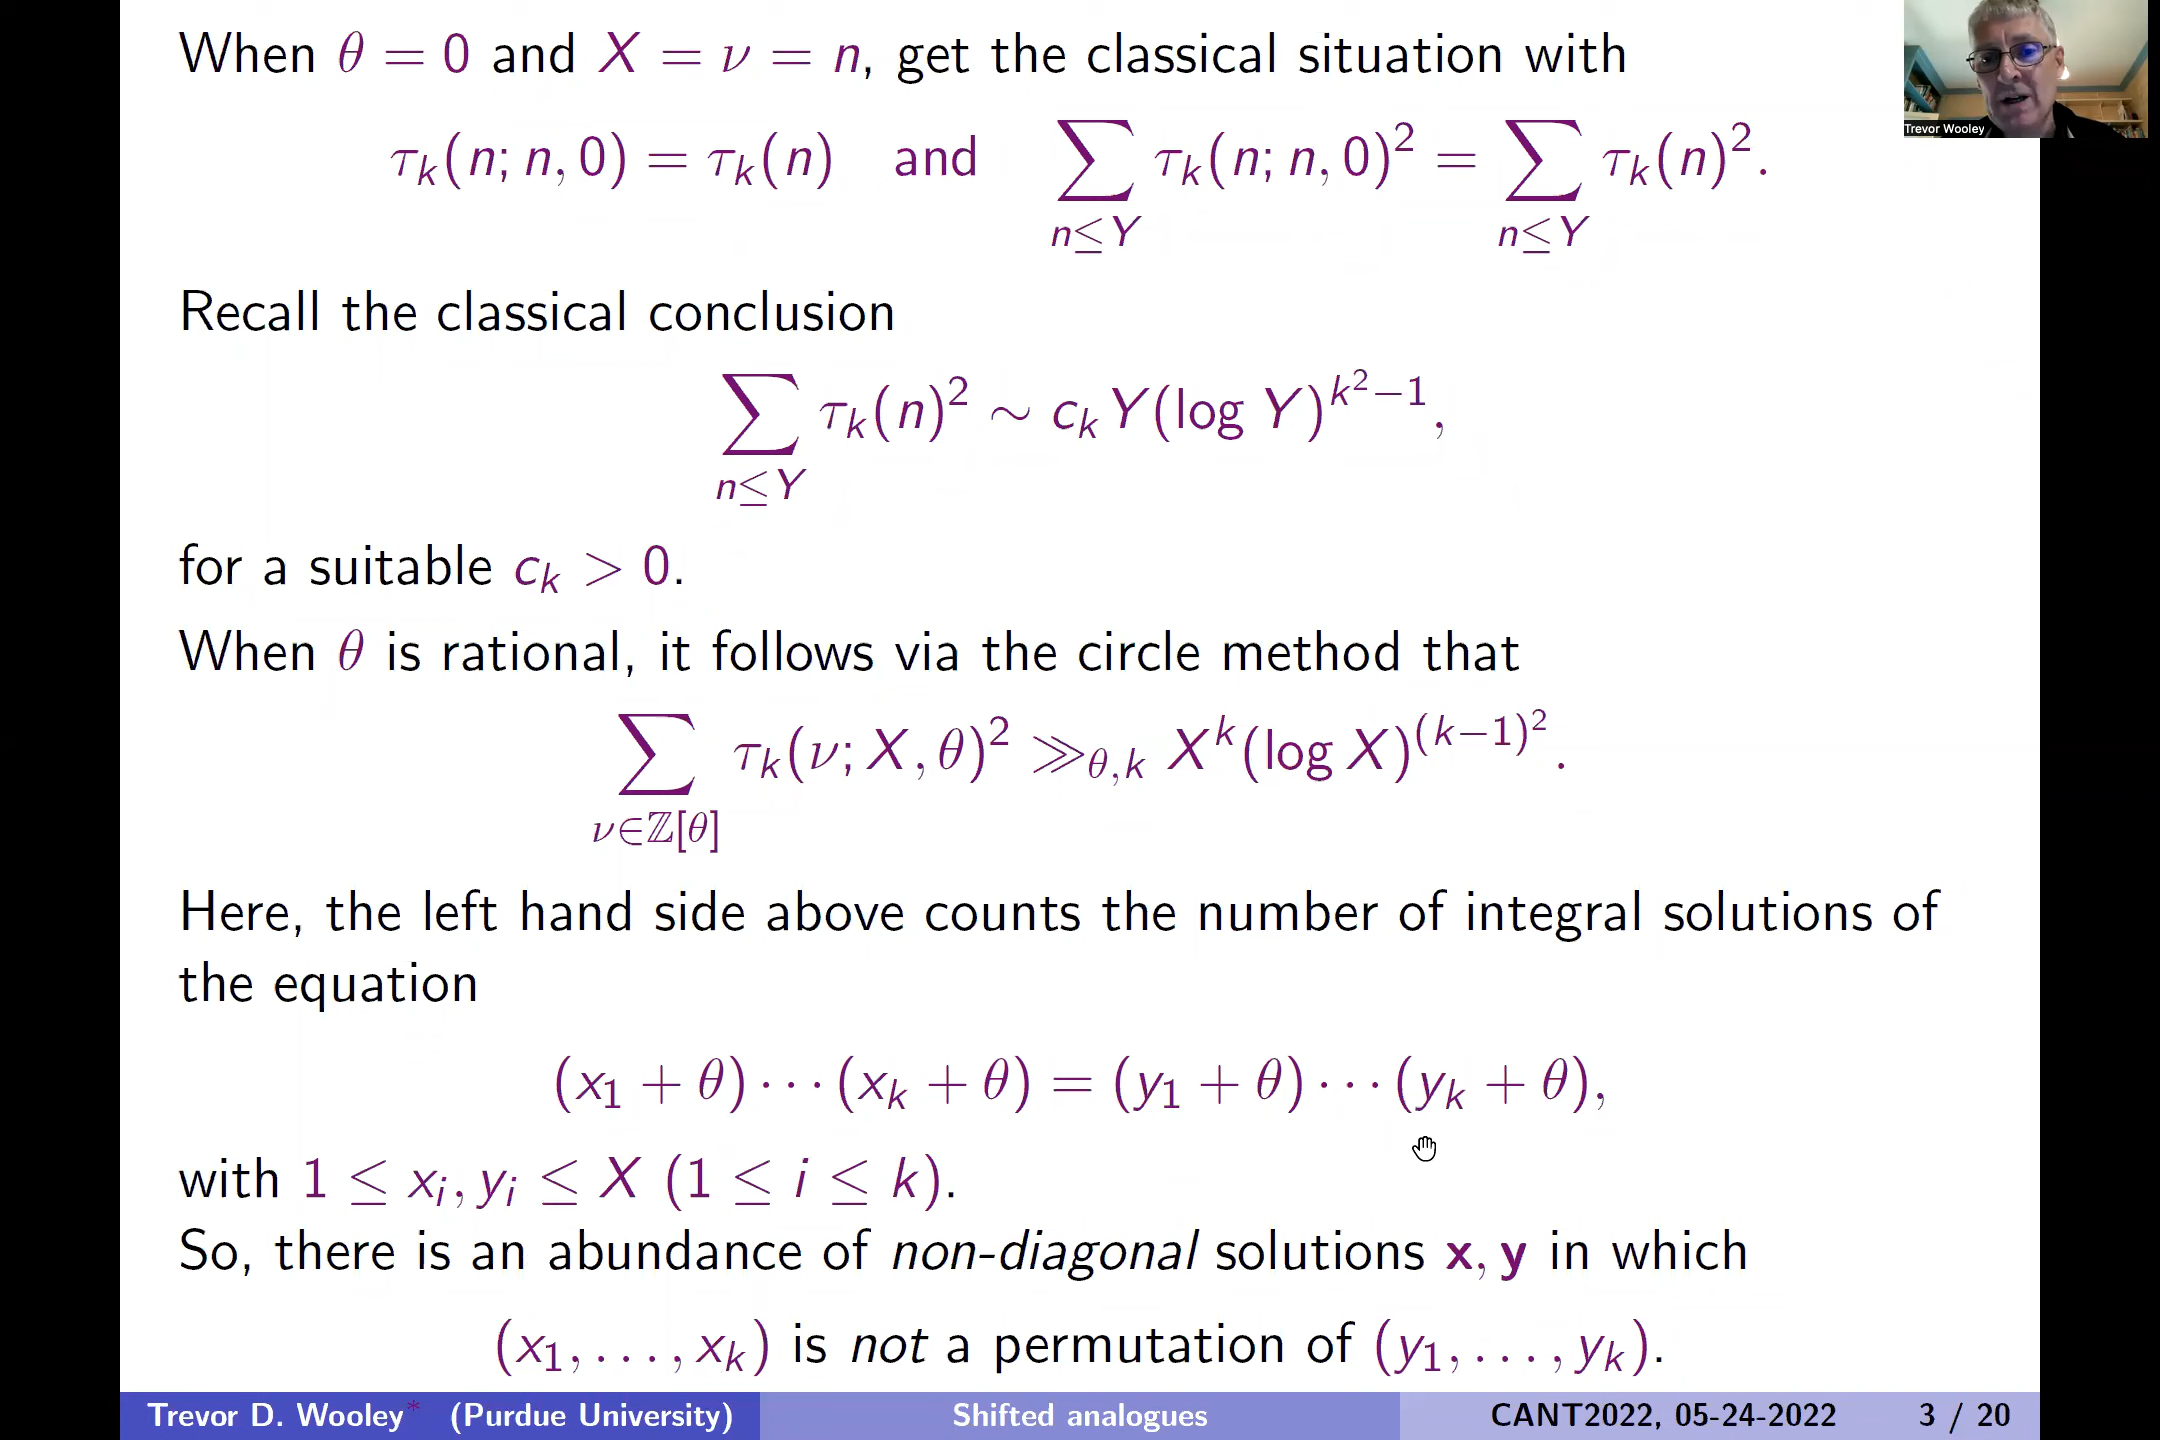 When θ = 0 and X = ν = n, get the classical situation with
τ_k(n; n, 0) = τ_k(n) and ∑_{n≤Y} τ_k(n; n, 0)² = ∑_{n≤Y} τ_k(n)².
Recall the classical conclusion
∑_{n≤Y} τ_k(n)² ∼ c_k Y(log Y)^{k²−1},
for a suitable c_k > 0.
When θ is rational, it follows via the circle method that
∑_{ν∈ℤ[θ]} τ_k(ν; X, θ)² ≫_{θ,k} X^k(log X)^{(k−1)²}.
Here, the left hand side above counts the number of integral solutions of
the equation
(x₁ + θ) ⋯ (x_k + θ) = (y₁ + θ) ⋯ (y_k + θ),
with 1 ≤ x_i, y_i ≤ X (1 ≤ i ≤ k).
So, there is an abundance of non-diagonal solutions x, y in which
(x₁, . . . , x_k) is not a permutation of (y₁, . . . , y_k).
Trevor Wooley
Trevor D. Wooley* (Purdue University) Shifted analogues CANT2022, 05-24-2022 3 / 20